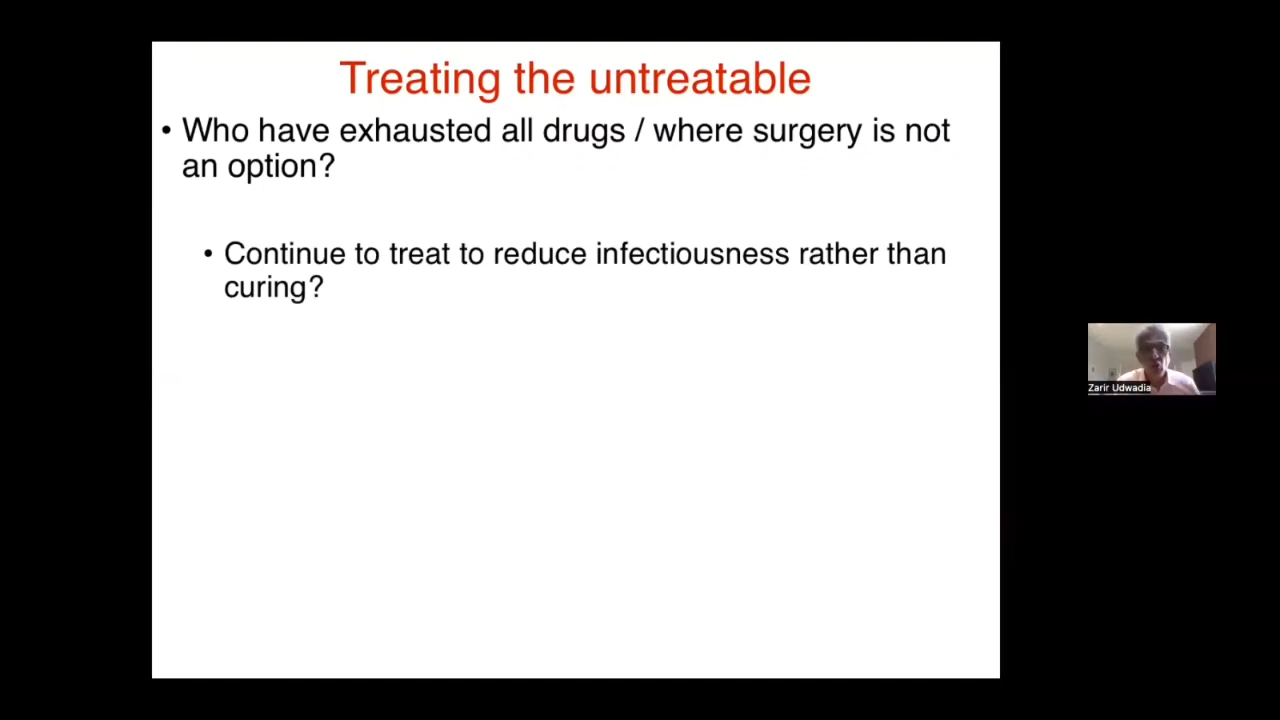 Treating the untreatable
• Who have exhausted all drugs / where surgery is not
an option?
• Continue to treat to reduce infectiousness rather than
curing?
Zarir Udwadia